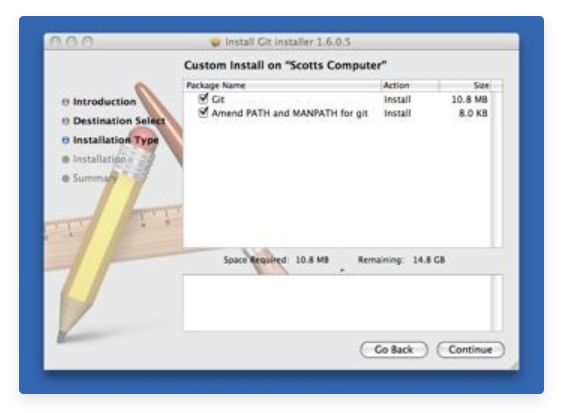 Install Git installer 1.6.0.5
Custom Install on "Scotts Computer"
Introduction
Destination Select
Installation Type
Installation
Summary
Package Name Action Size
Git Install 10.8 MB
Amend PATH and MANPATH for git Install 8.0 KB
Space Required: 10.8 MB Remaining: 14.8 GB
Go Back Continue